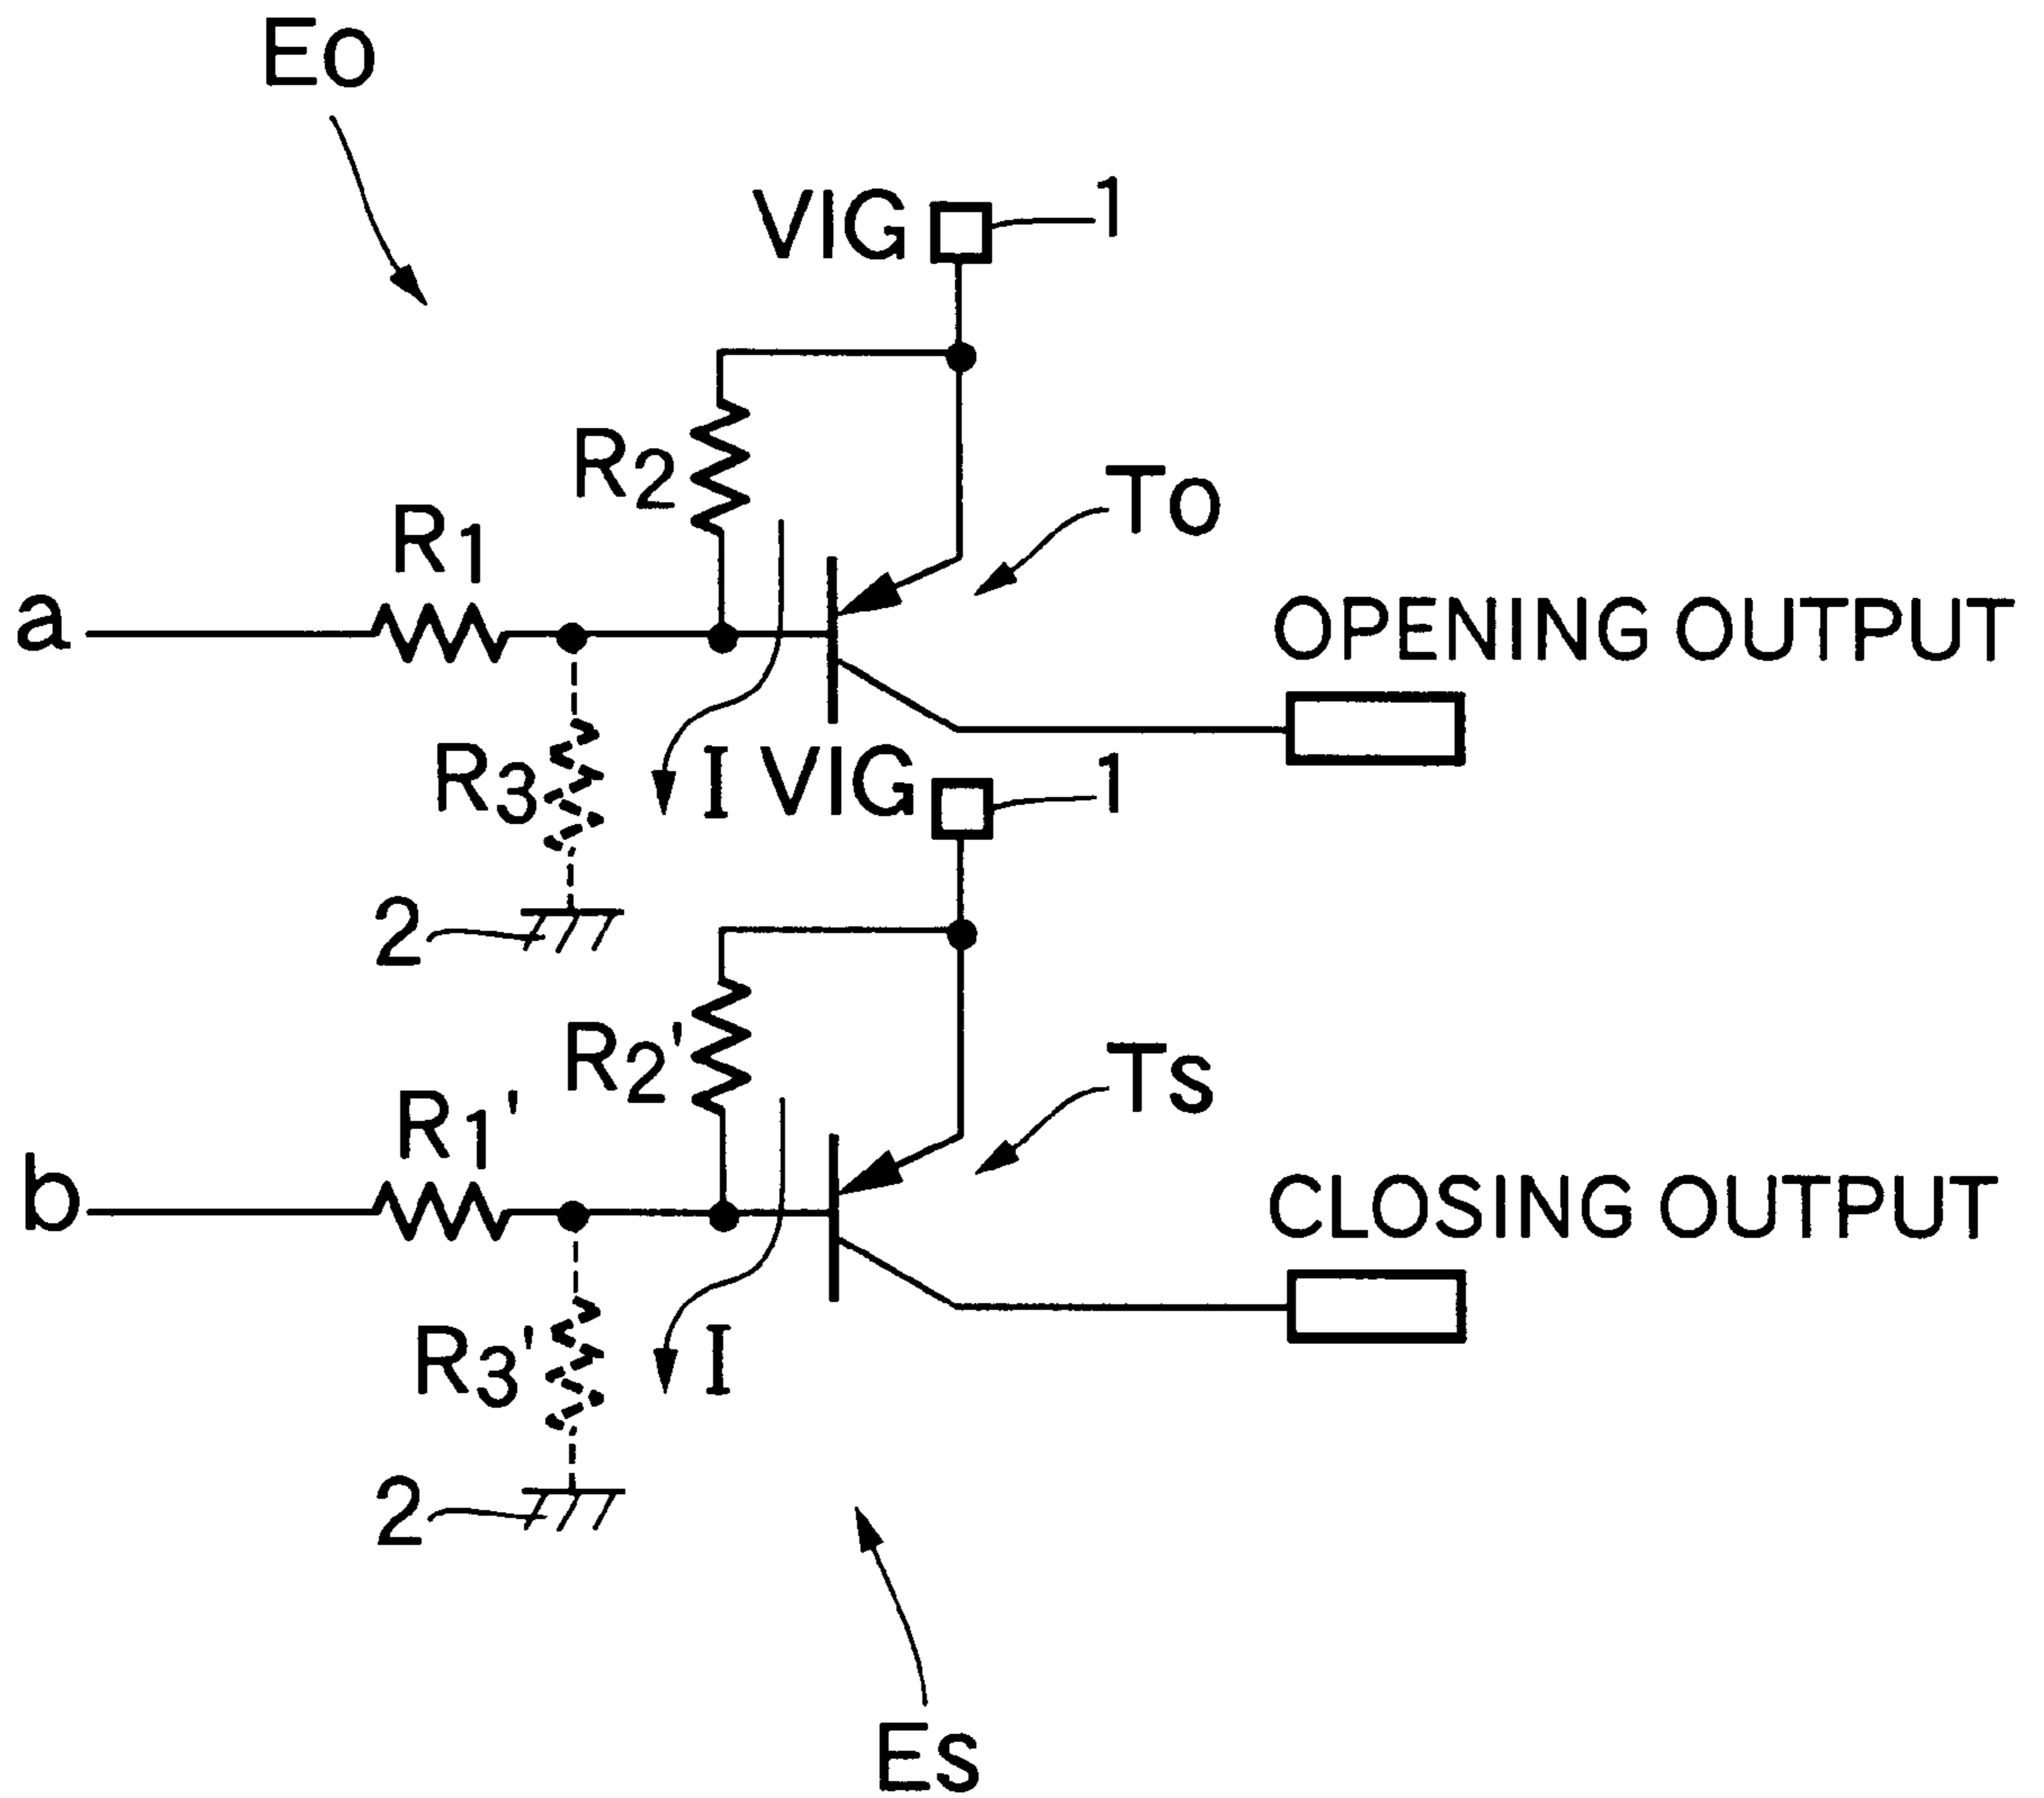 Eo
VIG 1
R2
To
R1
a
OPENING OUTPUT
R3
I
VIG 1
2
R2'
Ts
R1'
b
CLOSING OUTPUT
R3'
I
2
Es